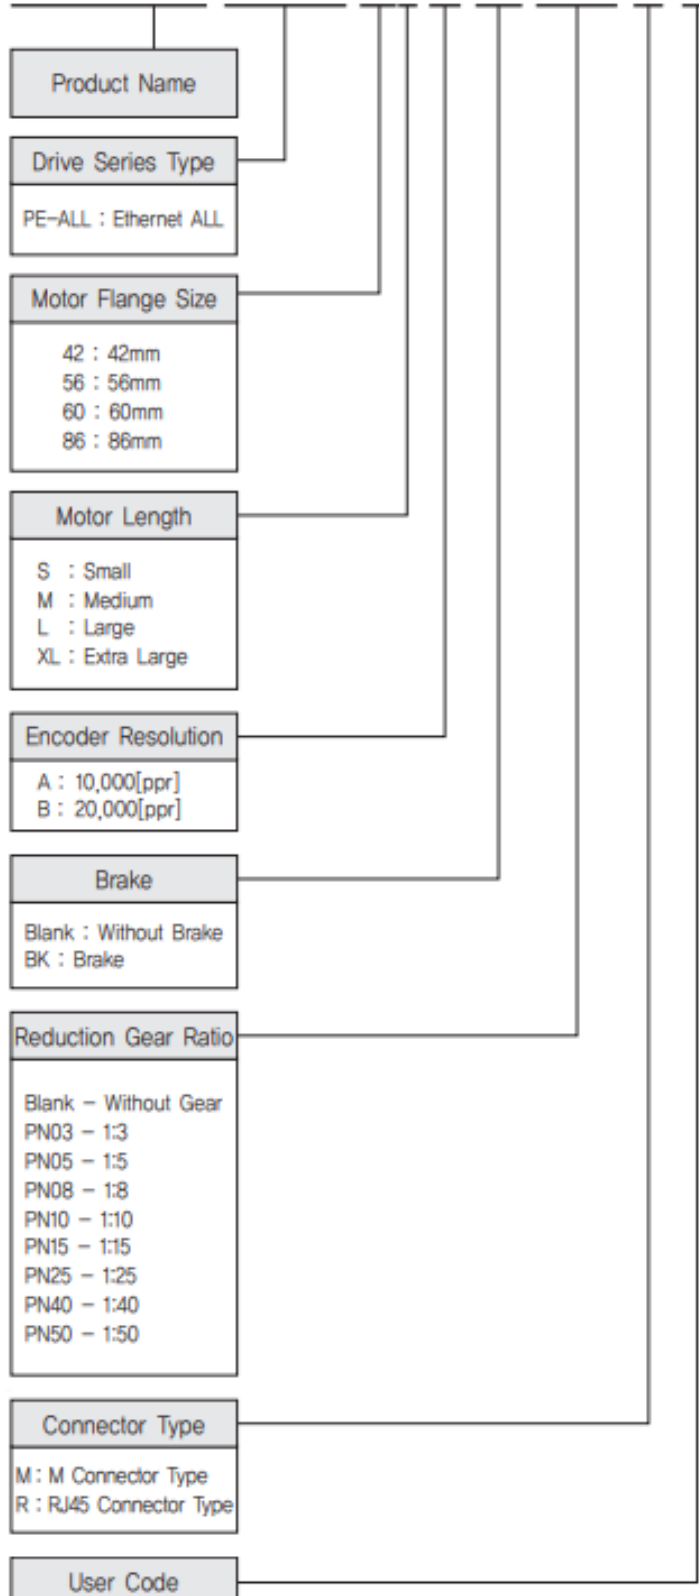 Product Name
Drive Series Type
PE-ALL : Ethernet ALL
Motor Flange Size
42 : 42mm
56 : 56mm
60 : 60mm
86 : 86mm
Motor Length
S : Small
M : Medium
L : Large
XL : Extra Large
Encoder Resolution
A : 10,000[ppr]
B : 20,000[ppr]
Brake
Blank : Without Brake
BK : Brake
Reduction Gear Ratio
Blank - Without Gear
PN03 - 1:3
PN05 - 1:5
PN08 - 1:8
PN10 - 1:10
PN15 - 1:15
PN25 - 1:25
PN40 - 1:40
PN50 - 1:50
Connector Type
M : M Connector Type
R : RJ45 Connector Type
User Code